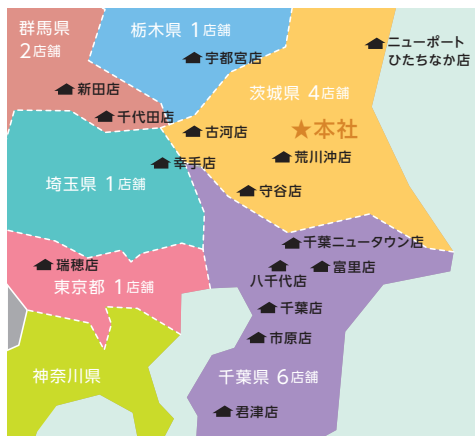 群馬県
2店舗
栃木県 1店舗
宇都宮店
ニューポート
ひたちなか店
新田店
茨城県 4店舗
千代田店
古河店
★本社
幸手店
荒川沖店
埼玉県 1店舗
守谷店
千葉ニュータウン店
瑞穂店
八千代店
富里店
東京都 1店舗
千葉店
市原店
神奈川県
千葉県 6店舗
君津店